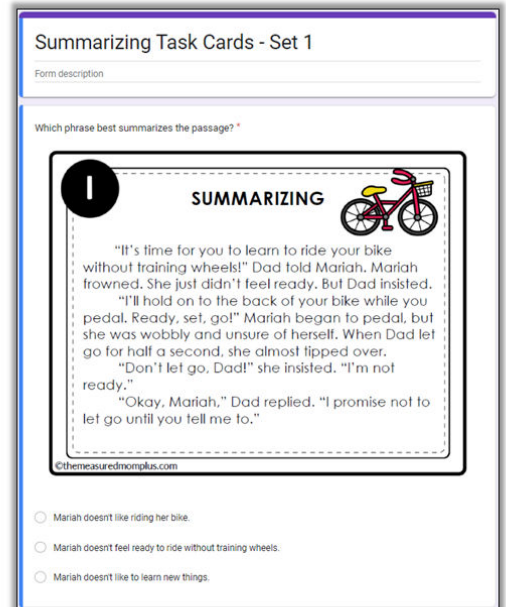 Summarizing Task Cards - Set 1
Form description
Which phrase best summarizes the passage? *
1
SUMMARIZING
"It's time for you to learn to ride your bike
without training wheels!" Dad told Mariah. Mariah
frowned. She just didn't feel ready. But Dad insisted.
"I'll hold on to the back of your bike while you
pedal. Ready, set, go!" Mariah began to pedal, but
she was wobbly and unsure of herself. When Dad let
go for half a second, she almost tipped over.
"Don't let go, Dad!" she insisted. "I'm not
ready."
"Okay, Mariah," Dad replied. "I promise not to
let go until you tell me to."
©themeasuredmomplus.com
Mariah doesn't like riding her bike.
Mariah doesn't feel ready to ride without training wheels.
Mariah doesn't like to learn new things.